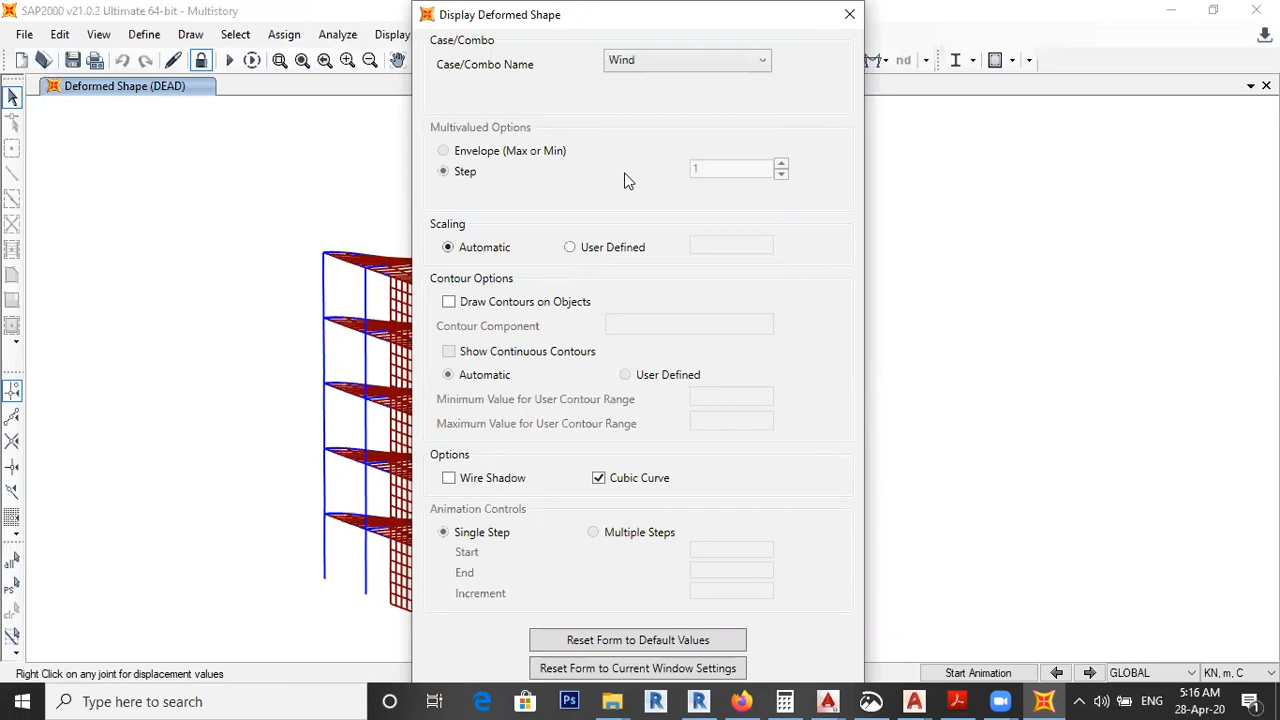 SAP2000 v21.0.2 Ultimate 64-bit - Multistory
File Edit View Define Draw Select Assign Analyze Display
nd
Deformed Shape (DEAD)
Display Deformed Shape
Case/Combo
Case/Combo Name
Wind
Multivalued Options
Envelope (Max or Min)
Step
1
Scaling
Automatic
User Defined
Contour Options
Draw Contours on Objects
Contour Component
Show Continuous Contours
Automatic
User Defined
Minimum Value for User Contour Range
Maximum Value for User Contour Range
Options
Wire Shadow
Cubic Curve
Animation Controls
Single Step
Multiple Steps
Start
End
Increment
Reset Form to Default Values
Reset Form to Current Window Settings
all
PS
clr
Right Click on any joint for displacement values
Start Animation
GLOBAL
KN, m, C
Type here to search
Ps
R
R
A
A
ENG
5:16 AM
28-Apr-20
1